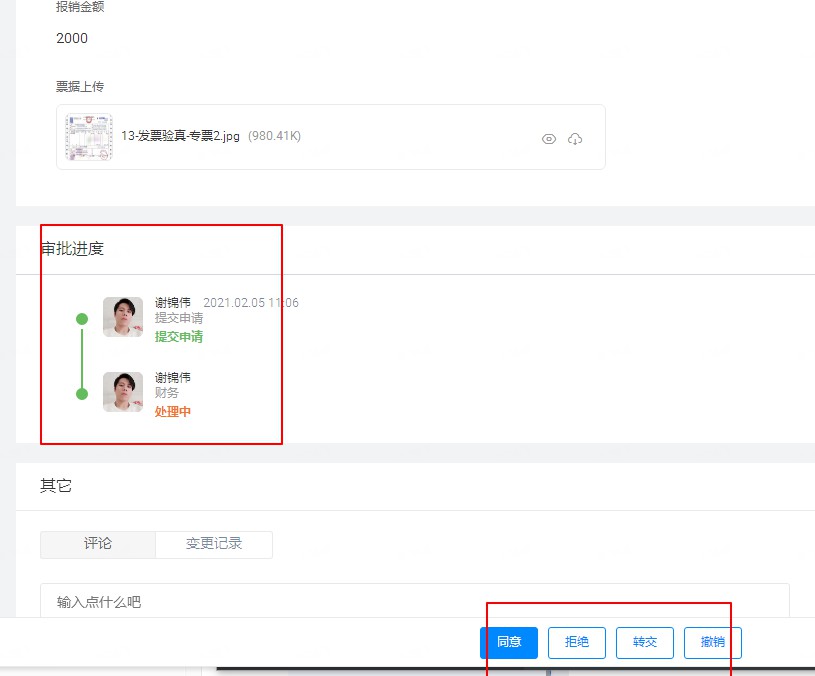 报销金额
2000
票据上传
13-发票验真-专票2.jpg (980.41K)
审批进度
谢锦伟 2021.02.05 11:06
提交申请
提交申请
谢锦伟
财务
处理中
其它
评论 变更记录
输入点什么吧
同意 拒绝 转交 撤销